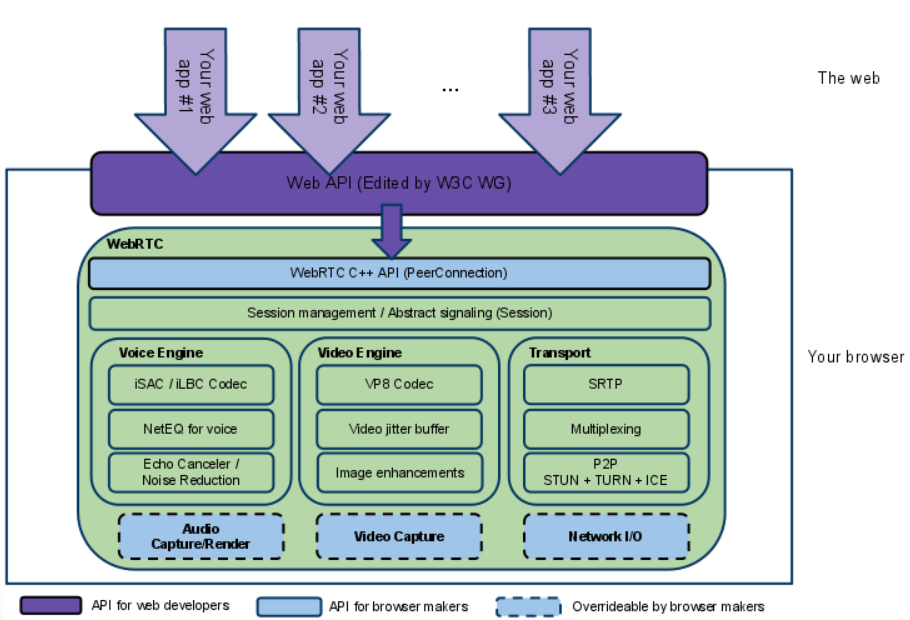 Your web
app #1
Your web
app #2
...
Your web
app #3
The web
Web API (Edited by W3C WG)
WebRTC
WebRTC C++ API (PeerConnection)
Session management / Abstract signaling (Session)
Your browser
Voice Engine
iSAC / iLBC Codec
NetEQ for voice
Echo Canceler /
Noise Reduction
Audio
Capture/Render
Video Engine
VP8 Codec
Video jitter buffer
Image enhancements
Video Capture
Transport
SRTP
Multiplexing
P2P
STUN + TURN + ICE
Network I/O
API for web developers
API for browser makers
Overrideable by browser makers